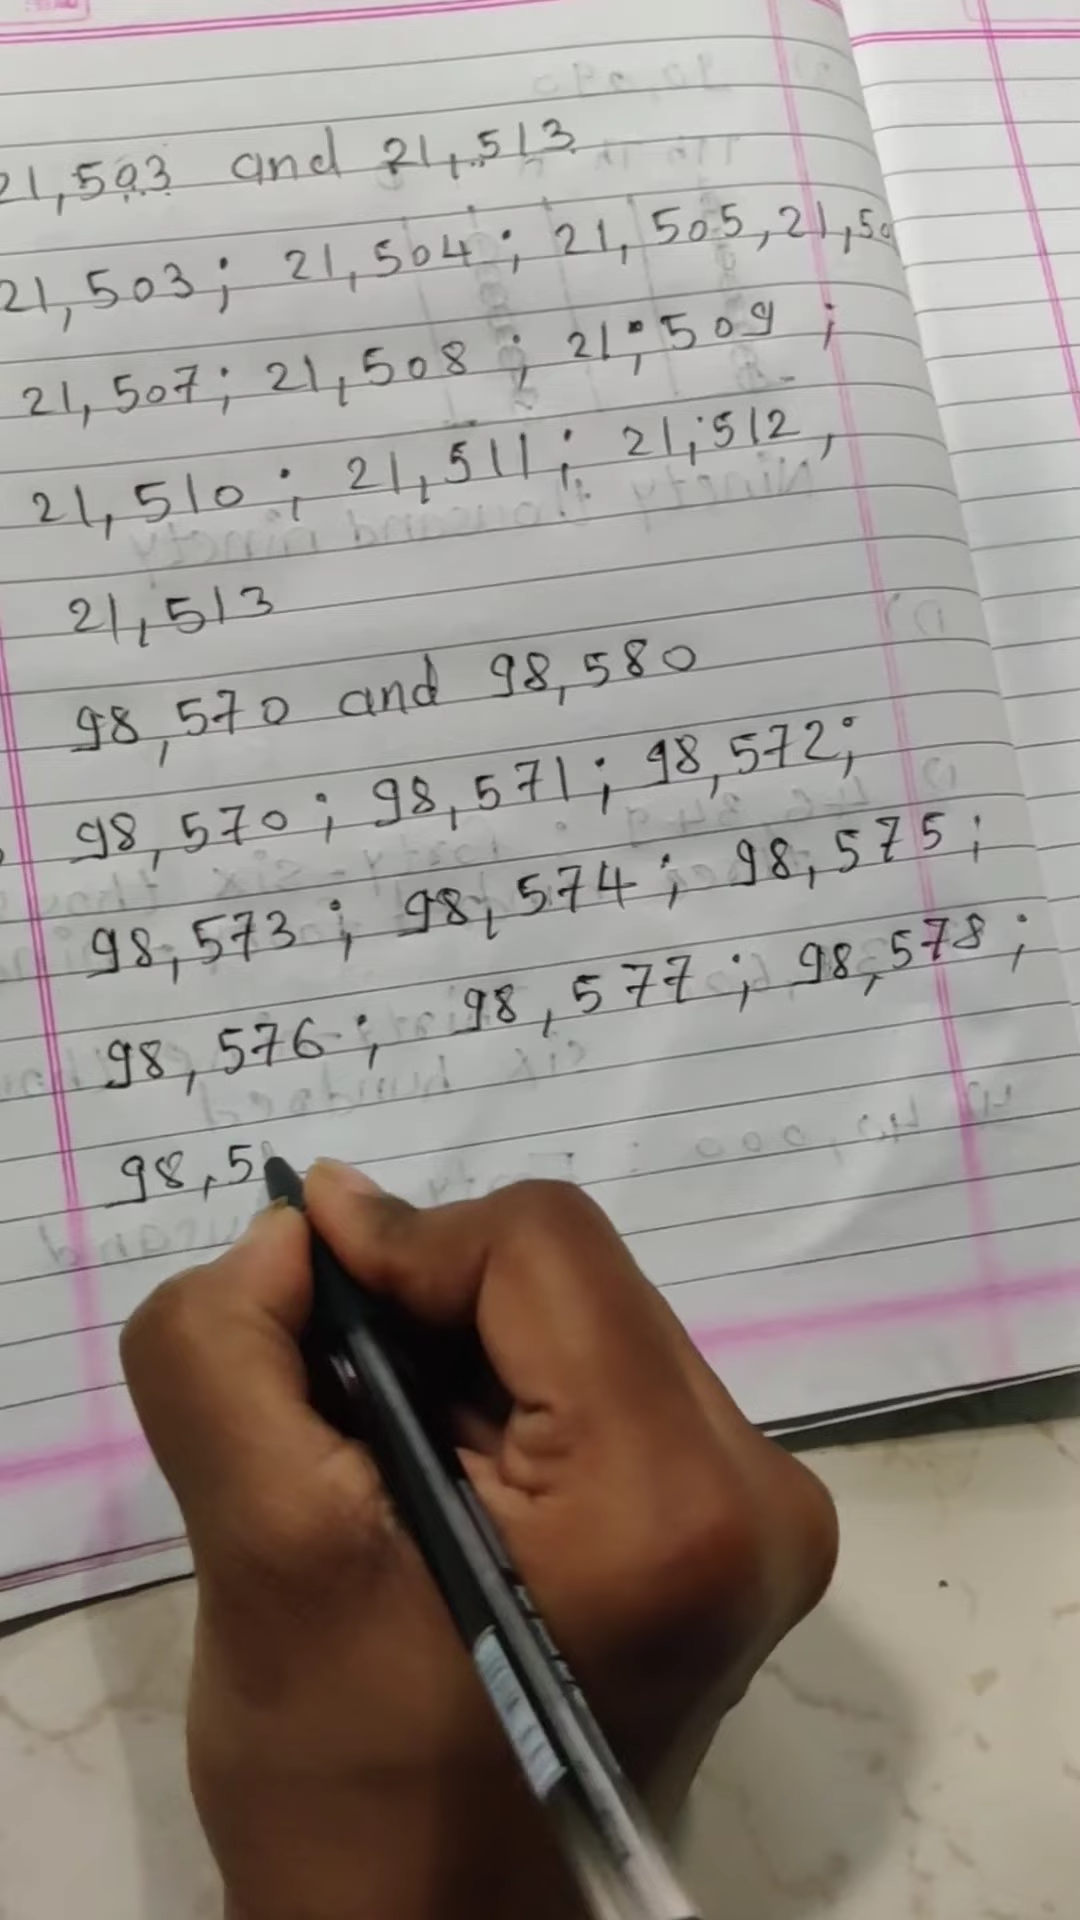 21,503 and 21,513
21,503; 21,504; 21,505, 21,50
21,507; 21,508; 21;509;
21,510; 21,511; 21,512,
21,513
98,570 and 98,580
98,570; 98,571; 98,572;
98,573; 98,574; 98,575;
98,576; 98,577; 98,578;
98,5